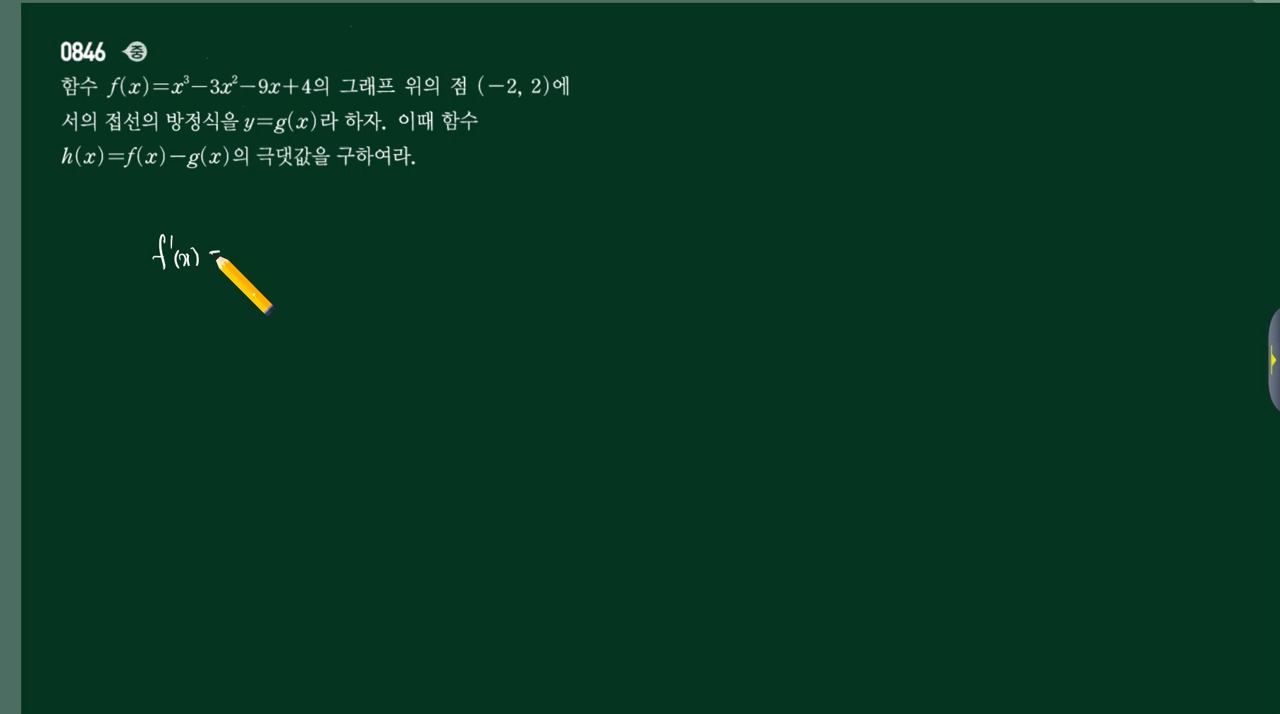 0846 중
함수 f(x)=x³−3x²−9x+4의 그래프 위의 점 (−2, 2)에
서의 접선의 방정식을 y=g(x)라 하자. 이때 함수
h(x)=f(x)−g(x)의 극댓값을 구하여라.
f'(x) =